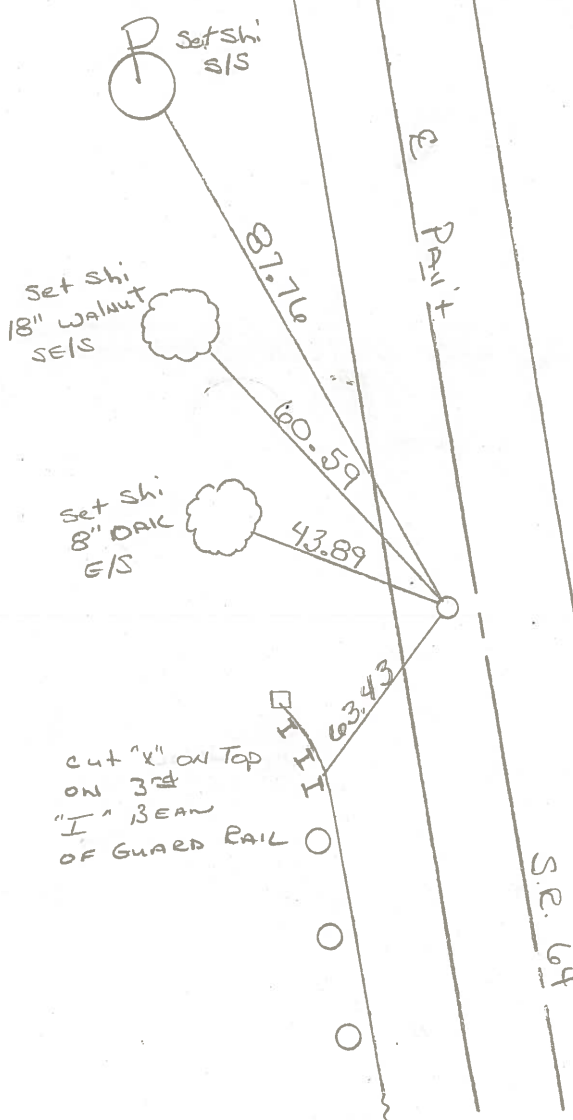 P
Set Shi
S/S
℄ PAV't
87.76
Set Shi
18" WALNUT
SE/S
60.59
Set Shi
8" OAK
E/S
43.89
63.43
I I I
cut "X" ON TOP
ON 3rd
"I" BEAM
OF GUARD RAIL
S.R. 64